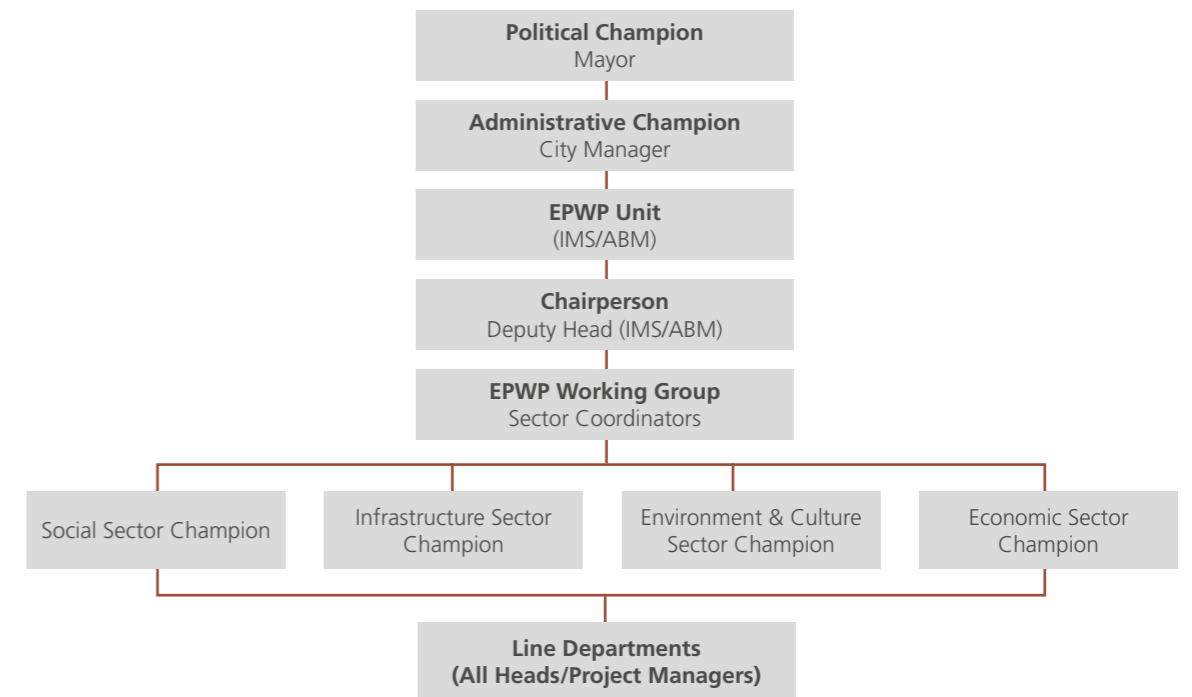 Political Champion
Mayor
Administrative Champion
City Manager
EPWP Unit
(IMS/ABM)
Chairperson
Deputy Head (IMS/ABM)
EPWP Working Group
Sector Coordinators
Social Sector Champion
Infrastructure Sector
Champion
Environment & Culture
Sector Champion
Economic Sector
Champion
Line Departments
(All Heads/Project Managers)